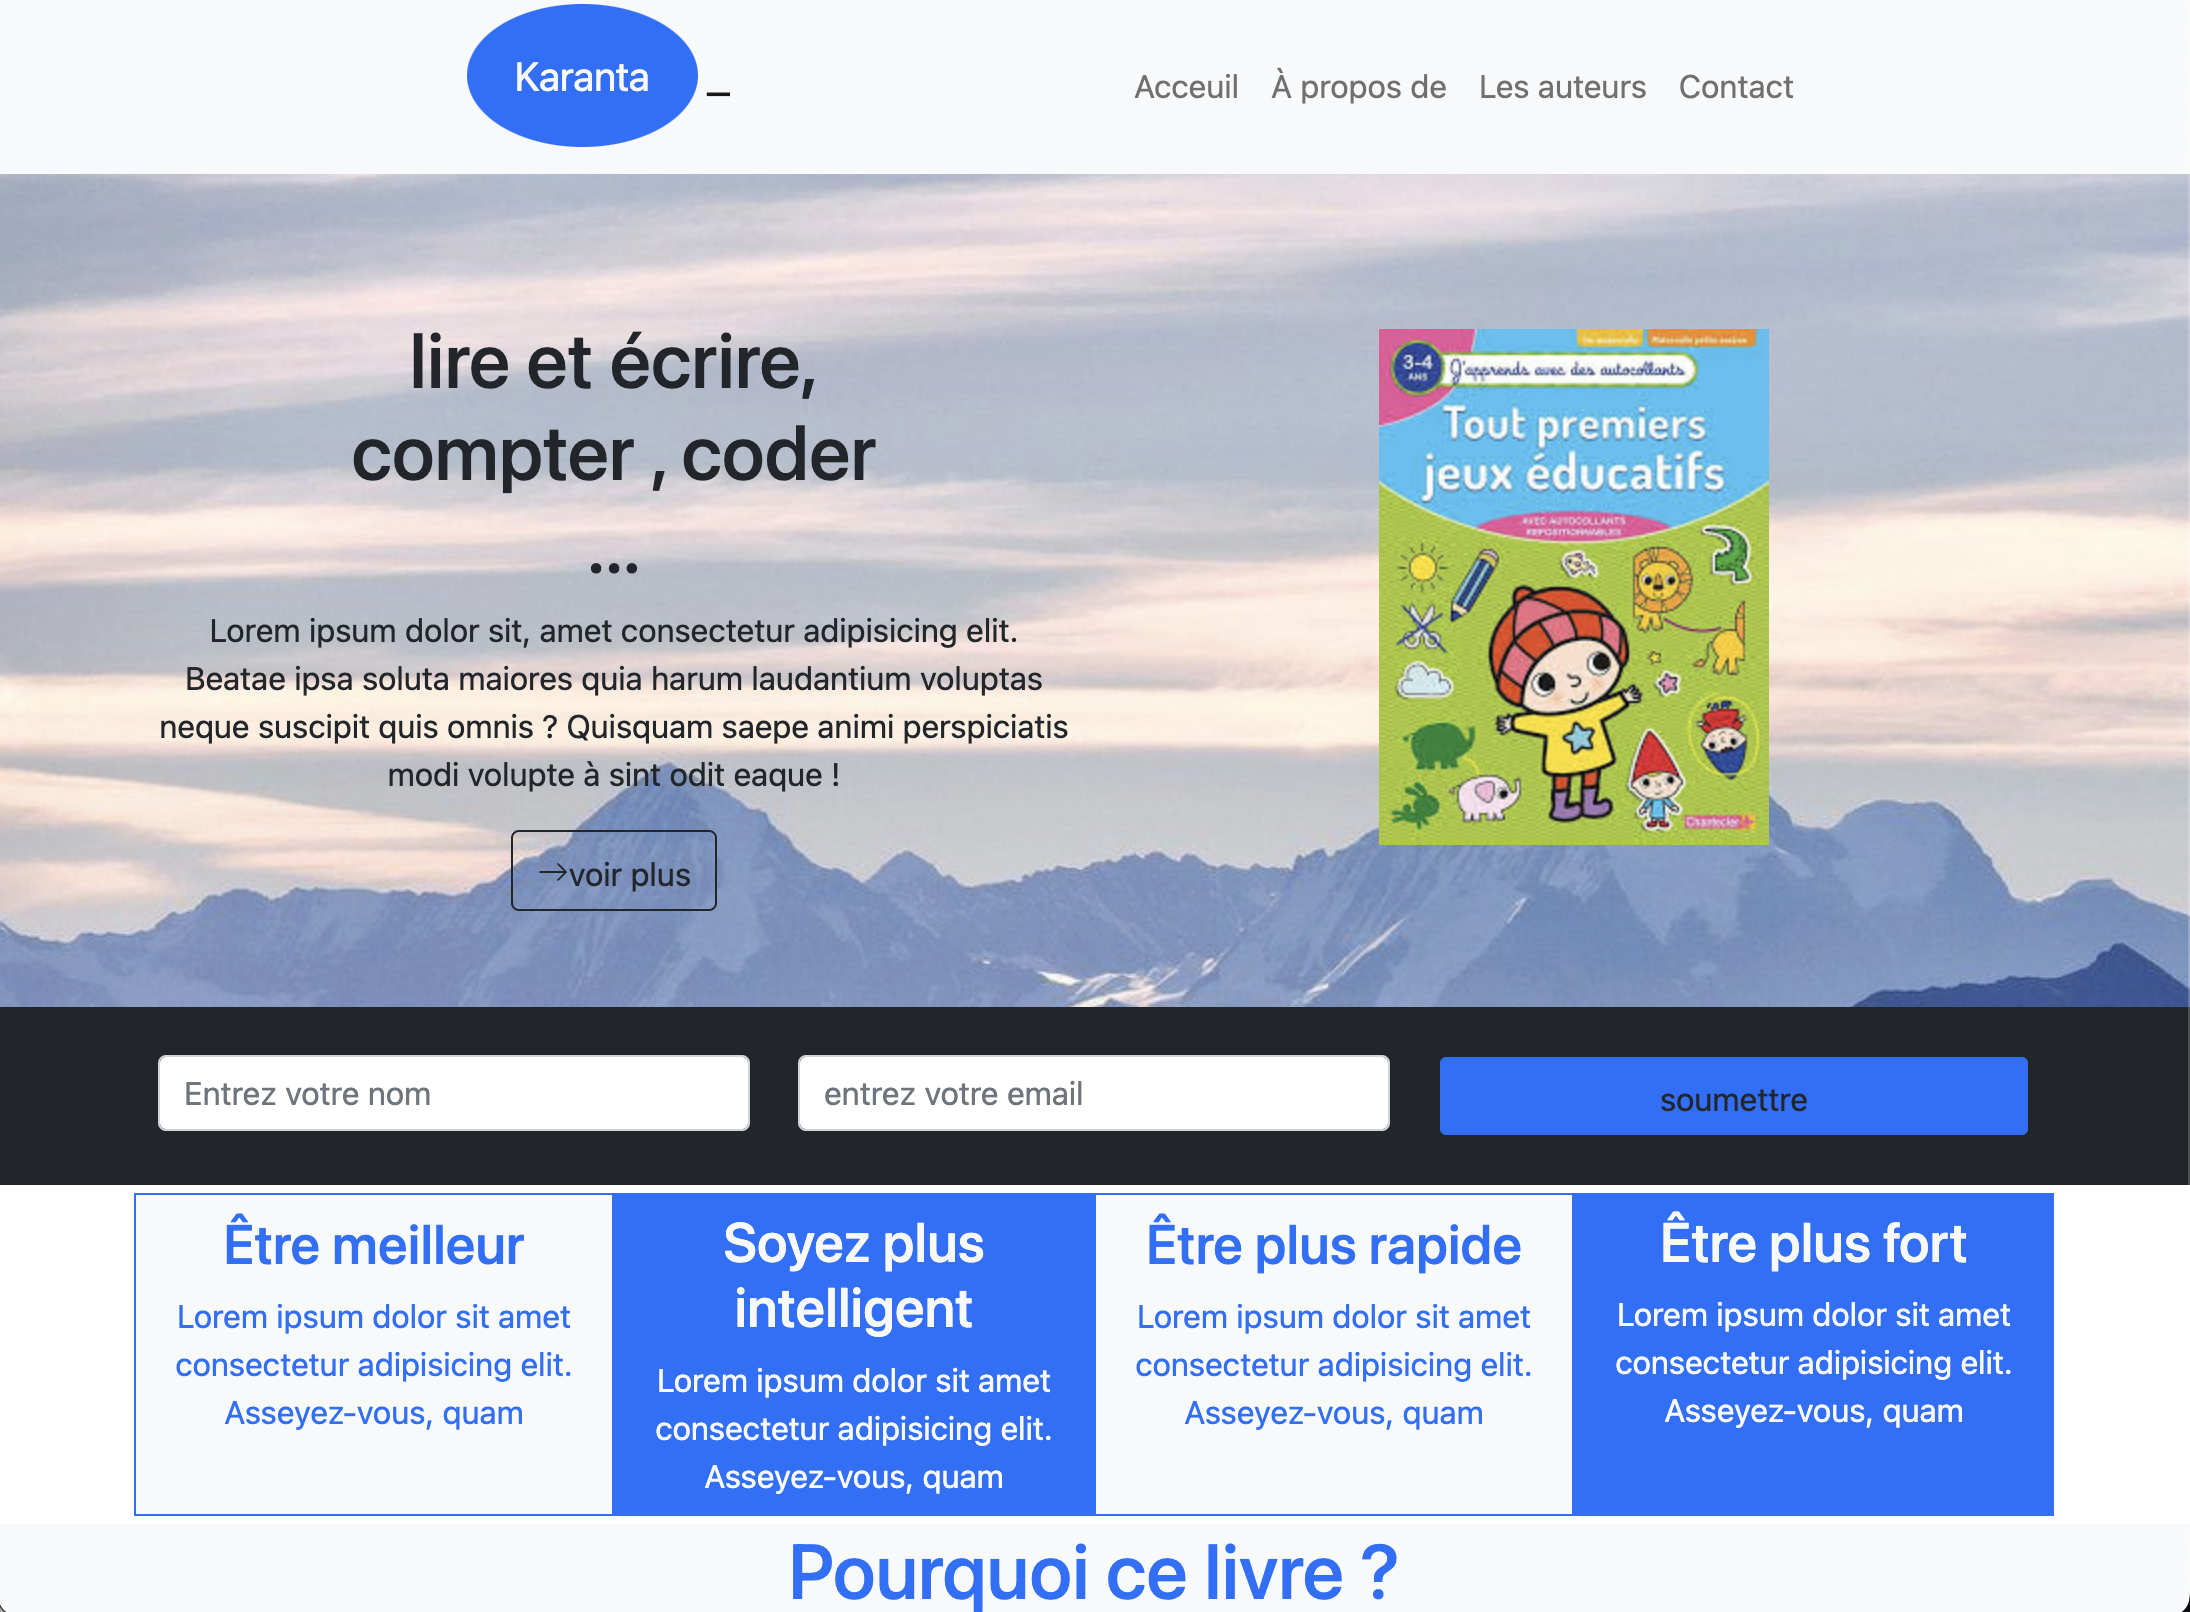 Karanta _
Acceuil À propos de Les auteurs Contact
lire et écrire,
compter , coder
...
Lorem ipsum dolor sit, amet consectetur adipisicing elit.
Beatae ipsa soluta maiores quia harum laudantium voluptas
neque suscipit quis omnis ? Quisquam saepe animi perspiciatis
modi volupte à sint odit eaque !
→voir plus
Maternelle petite section
3-4
ANS
J'apprends avec des autocollants
Tout premiers
jeux éducatifs
AVEC AUTOCOLLANTS
REPOSITIONNABLES
Chantecler
Entrez votre nom
entrez votre email
soumettre
Être meilleur
Lorem ipsum dolor sit amet
consectetur adipisicing elit.
Asseyez-vous, quam
Soyez plus
intelligent
Lorem ipsum dolor sit amet
consectetur adipisicing elit.
Asseyez-vous, quam
Être plus rapide
Lorem ipsum dolor sit amet
consectetur adipisicing elit.
Asseyez-vous, quam
Être plus fort
Lorem ipsum dolor sit amet
consectetur adipisicing elit.
Asseyez-vous, quam
Pourquoi ce livre ?